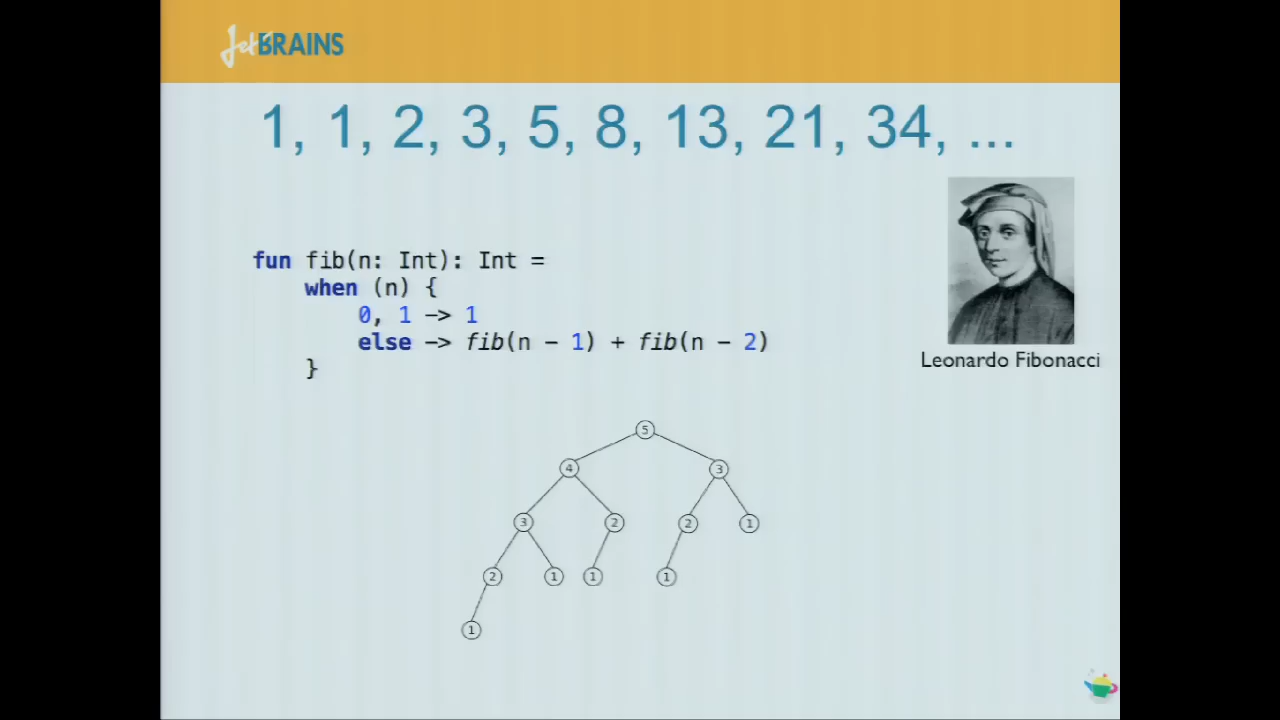 JetBRAINS
1, 1, 2, 3, 5, 8, 13, 21, 34, ...
fun fib(n: Int): Int =
when (n) {
0, 1 -> 1
else -> fib(n - 1) + fib(n - 2)
}
Leonardo Fibonacci
5
4 3
3 2 2 1
2 1 1 1
1